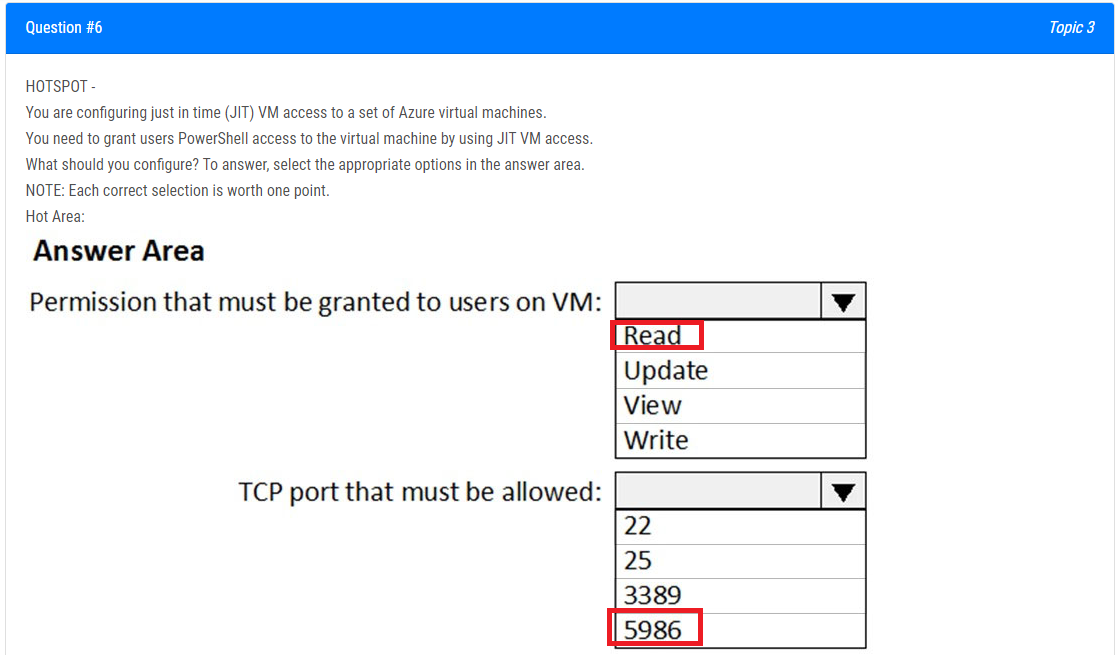 Question #6
Topic 3
HOTSPOT -
You are configuring just in time (JIT) VM access to a set of Azure virtual machines.
You need to grant users PowerShell access to the virtual machine by using JIT VM access.
What should you configure? To answer, select the appropriate options in the answer area.
NOTE: Each correct selection is worth one point.
Hot Area:
Answer Area
Permission that must be granted to users on VM:
Read
Update
View
Write
TCP port that must be allowed:
22
25
3389
5986